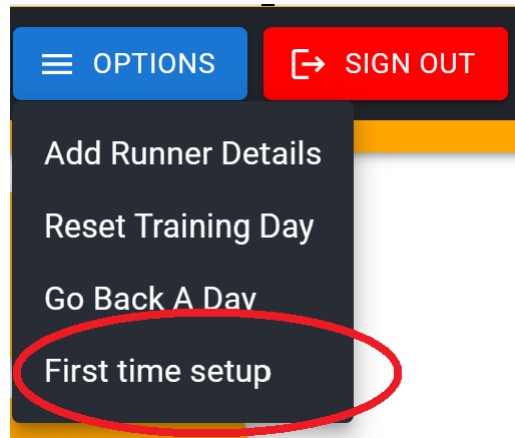 OPTIONS
SIGN OUT
Add Runner Details
Reset Training Day
Go Back A Day
First time setup